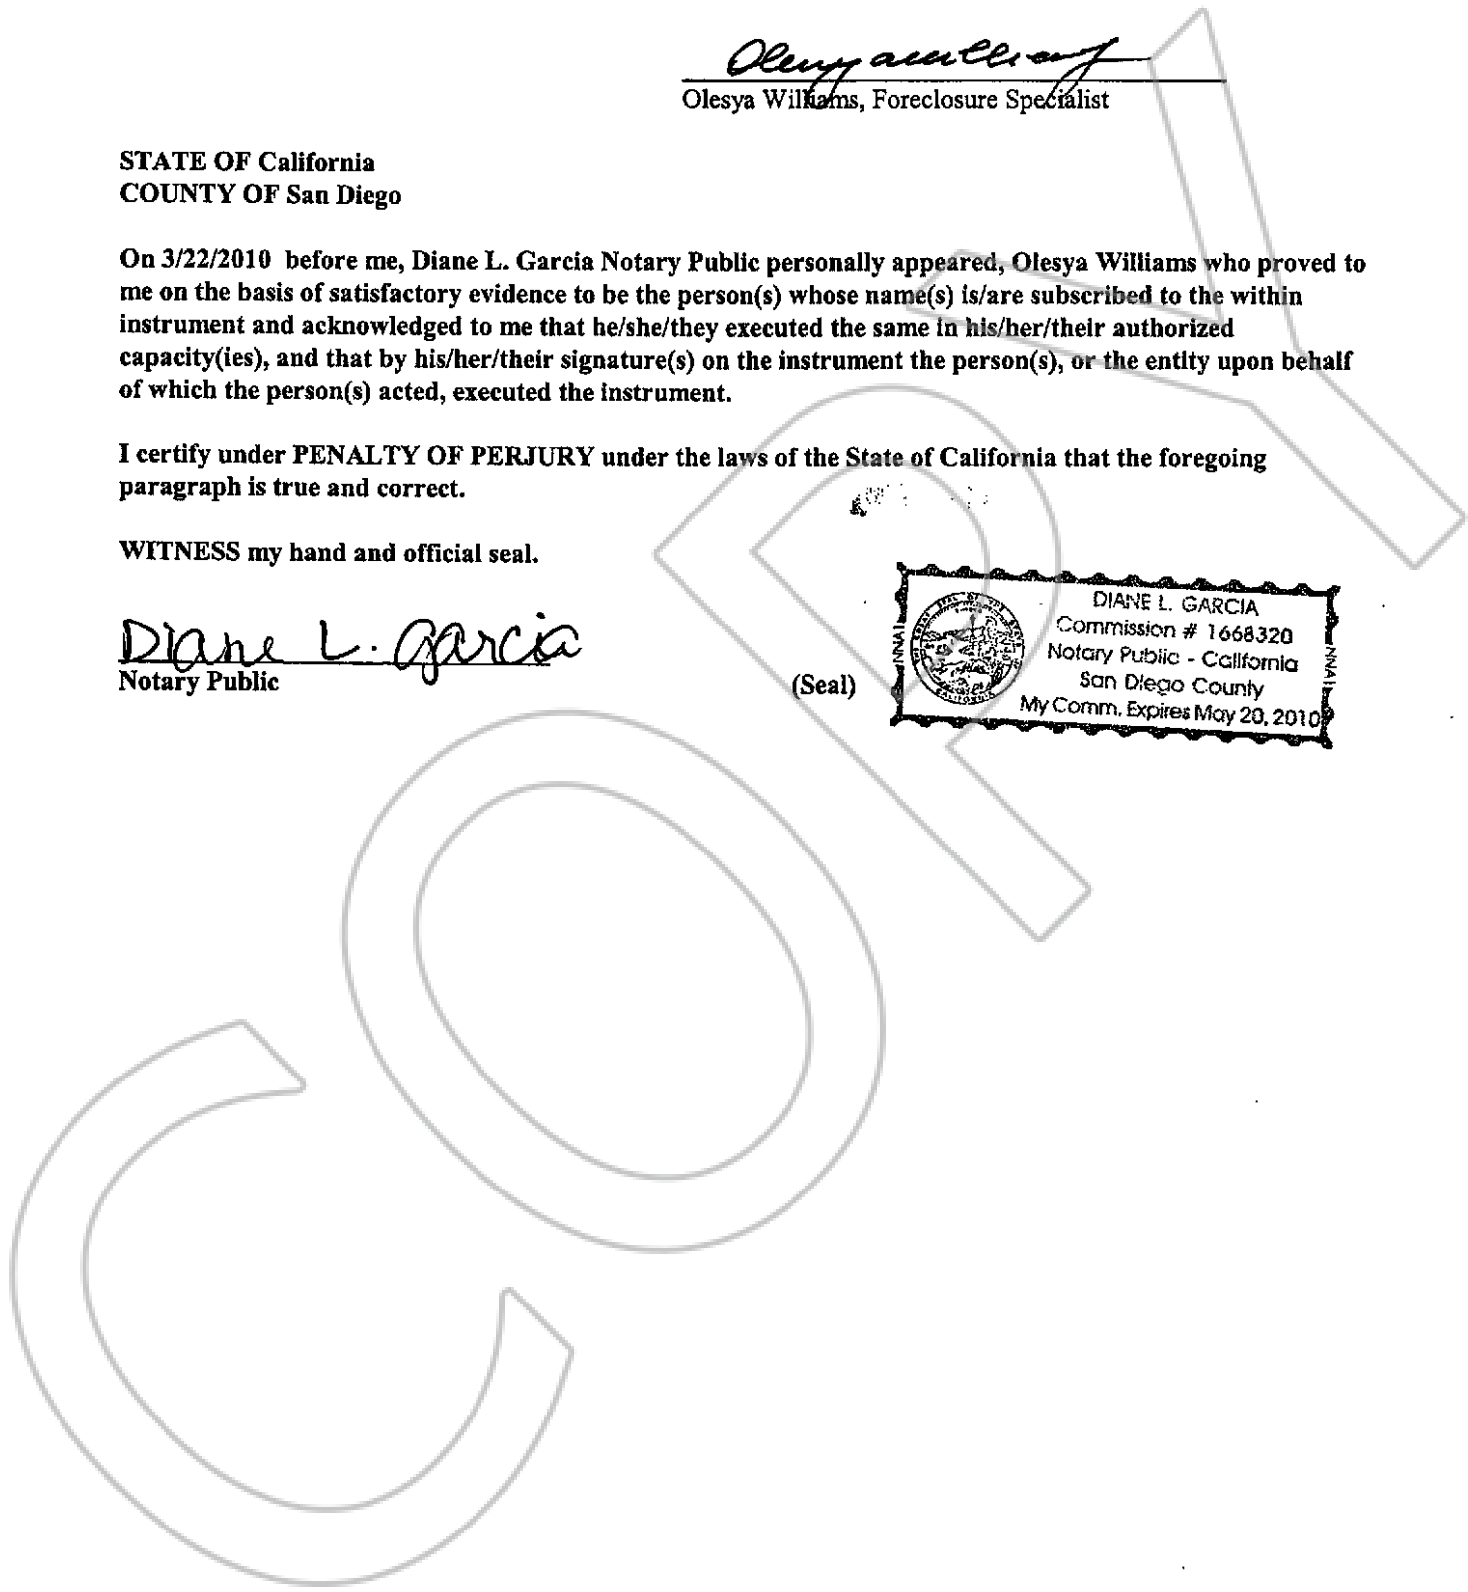 Olesya Williams
Olesya Williams, Foreclosure Specialist
STATE OF California
COUNTY OF San Diego
On 3/22/2010 before me, Diane L. Garcia Notary Public personally appeared, Olesya Williams who proved to
me on the basis of satisfactory evidence to be the person(s) whose name(s) is/are subscribed to the within
instrument and acknowledged to me that he/she/they executed the same in his/her/their authorized
capacity(ies), and that by his/her/their signature(s) on the instrument the person(s), or the entity upon behalf
of which the person(s) acted, executed the instrument.
I certify under PENALTY OF PERJURY under the laws of the State of California that the foregoing
paragraph is true and correct.
WITNESS my hand and official seal.
Diane L. Garcia
Notary Public
(Seal)
NNA1
DIANE L. GARCIA
Commission # 1668320
Notary Public - California
San Diego County
My Comm. Expires May 20, 2010
NNA1
COPY